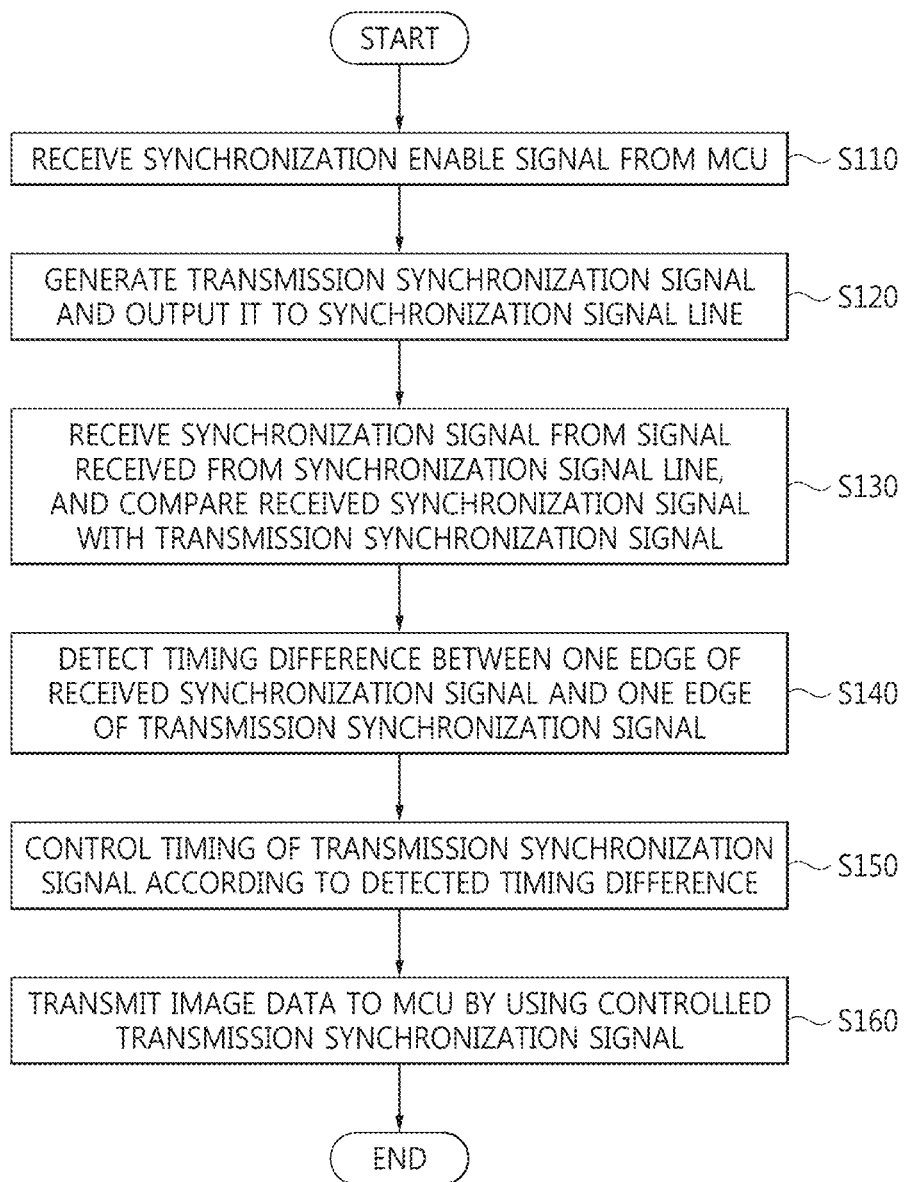 START
RECEIVE SYNCHRONIZATION ENABLE SIGNAL FROM MCU
S110
GENERATE TRANSMISSION SYNCHRONIZATION SIGNAL
AND OUTPUT IT TO SYNCHRONIZATION SIGNAL LINE
S120
RECEIVE SYNCHRONIZATION SIGNAL FROM SIGNAL
RECEIVED FROM SYNCHRONIZATION SIGNAL LINE,
AND COMPARE RECEIVED SYNCHRONIZATION SIGNAL
WITH TRANSMISSION SYNCHRONIZATION SIGNAL
S130
DETECT TIMING DIFFERENCE BETWEEN ONE EDGE OF
RECEIVED SYNCHRONIZATION SIGNAL AND ONE EDGE
OF TRANSMISSION SYNCHRONIZATION SIGNAL
S140
CONTROL TIMING OF TRANSMISSION SYNCHRONIZATION
SIGNAL ACCORDING TO DETECTED TIMING DIFFERENCE
S150
TRANSMIT IMAGE DATA TO MCU BY USING CONTROLLED
TRANSMISSION SYNCHRONIZATION SIGNAL
S160
END